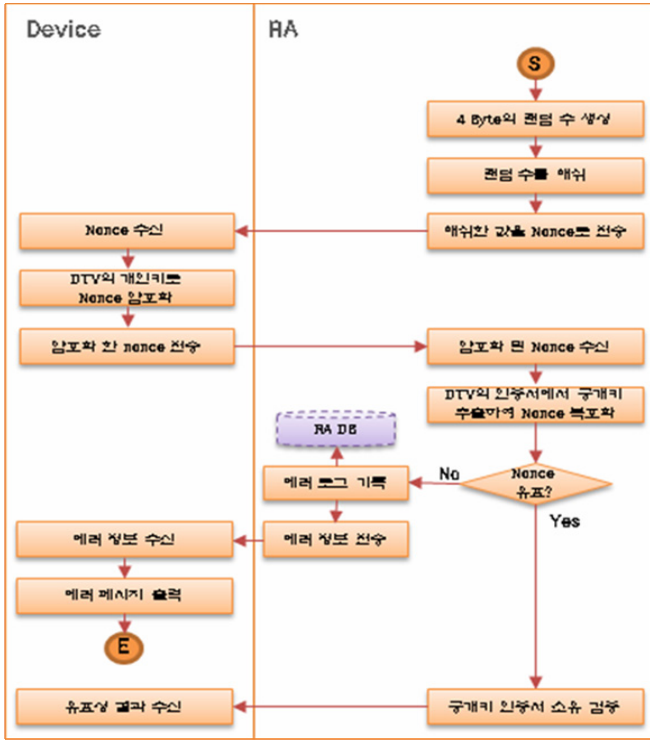 Device
RA
S
4 Byte의 랜덤 수 생성
랜덤 수를 해쉬
해쉬한 값을 Nonce로 전송
Nonce 수신
DTV의 개인키로
Nonce 암호화
암호화 한 nonce 전송
암호화 된 Nonce 수신
DTV의 인증서에서 공개키
추출하여 Nonce 복호화
RA DB
Nonce
유효?
No
Yes
에러 로그 기록
에러 정보 전송
에러 정보 수신
에러 메시지 출력
E
공개키 인증서 소유 검증
유효성 결과 수신